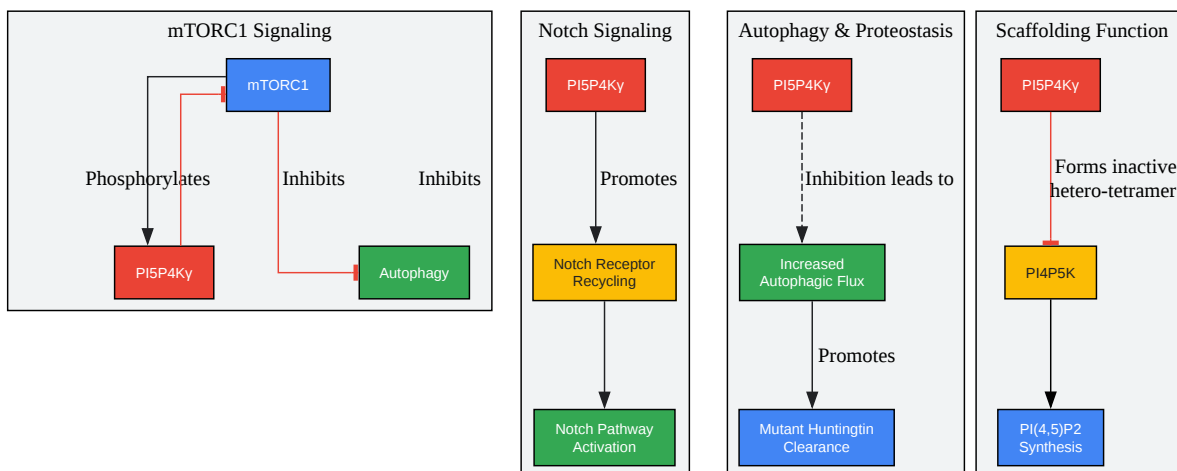 mTORC1 Signaling
mTORC1
Phosphorylates
Inhibits
Inhibits
PI5P4Kγ
Autophagy
Notch Signaling
PI5P4Kγ
Promotes
Notch Receptor
Recycling
Notch Pathway
Activation
Autophagy & Proteostasis
PI5P4Kγ
Inhibition leads to
Increased
Autophagic Flux
Promotes
Mutant Huntingtin
Clearance
Scaffolding Function
PI5P4Kγ
Forms inactive
hetero-tetramer
PI4P5K
PI(4,5)P2
Synthesis